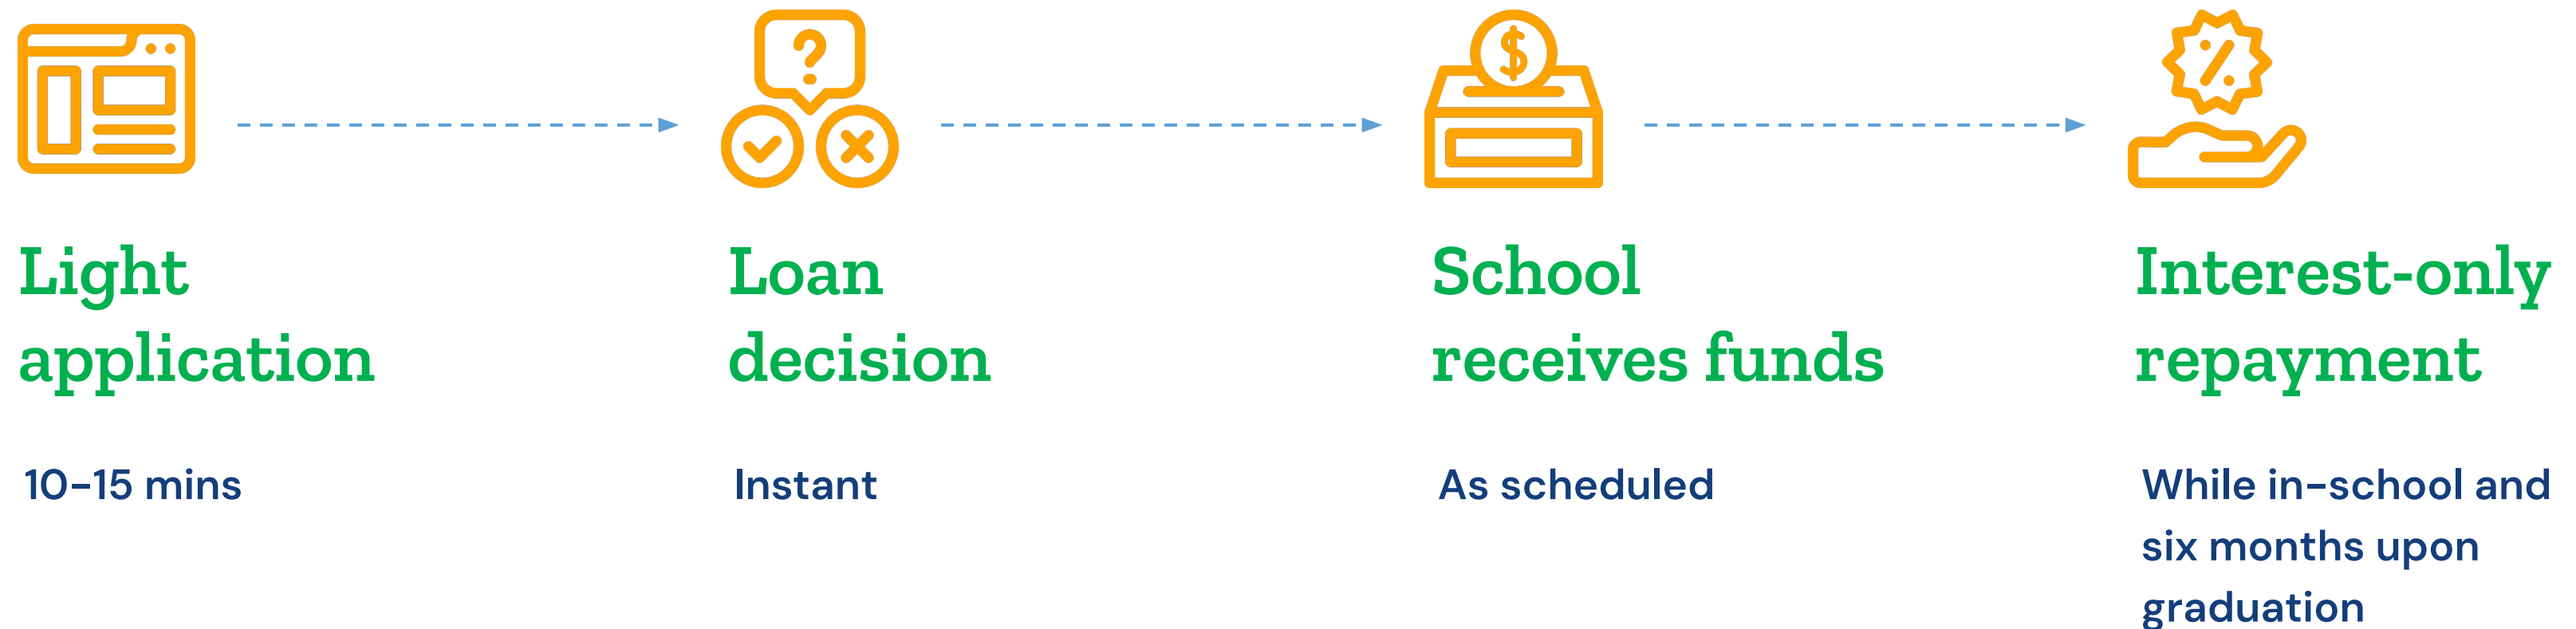 Light
application
10-15 mins
Loan
decision
Instant
School
receives funds
As scheduled
Interest-only
repayment
While in-school and
six months upon
graduation